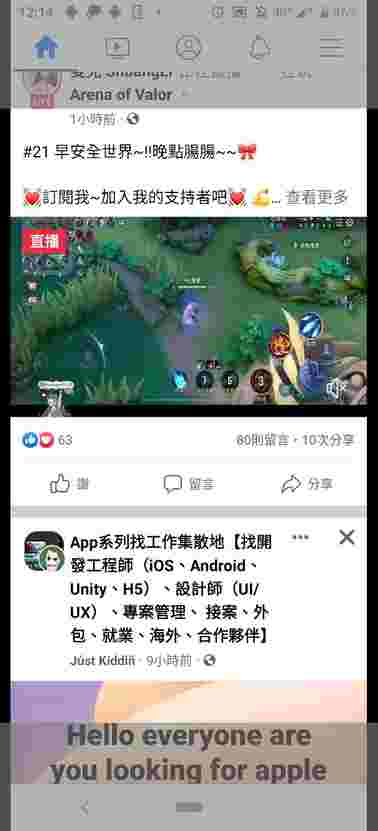 12:14
Arena of Valor
LIVE
1小時前 ·
#21 早安全世界~!!晚點腸腸~~🎀
💓訂閱我~加入我的支持者吧💓 💪… 查看更多
直播
63
80則留言 · 10次分享
讚
留言
分享
App系列找工作集散地【找開
發工程師（iOS、Android、
Unity、H5）、設計師（UI/
UX）、專案管理、 接案、外
包、就業、海外、合作夥伴】
Júst Kiddiñ · 9小時前 ·
Hello everyone are
you looking for apple